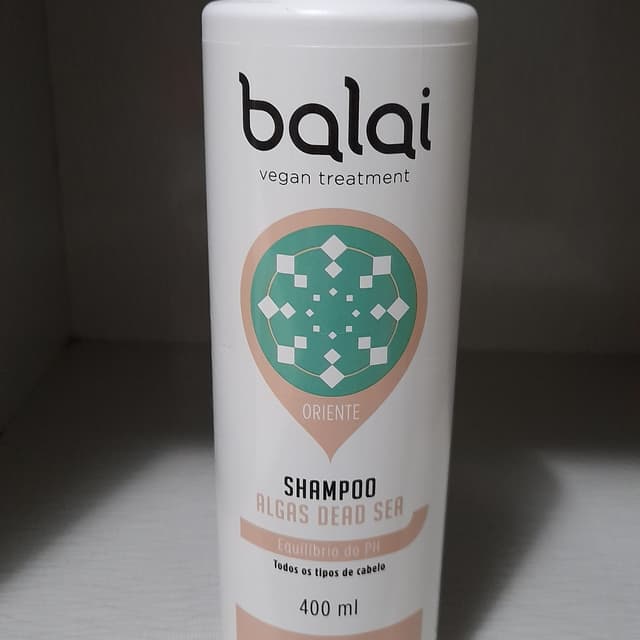 balai
vegan treatment
ORIENTE
SHAMPOO
ALGAS DEAD SEA
Equilíbrio do PH
Todos os tipos de cabelo
400 ml